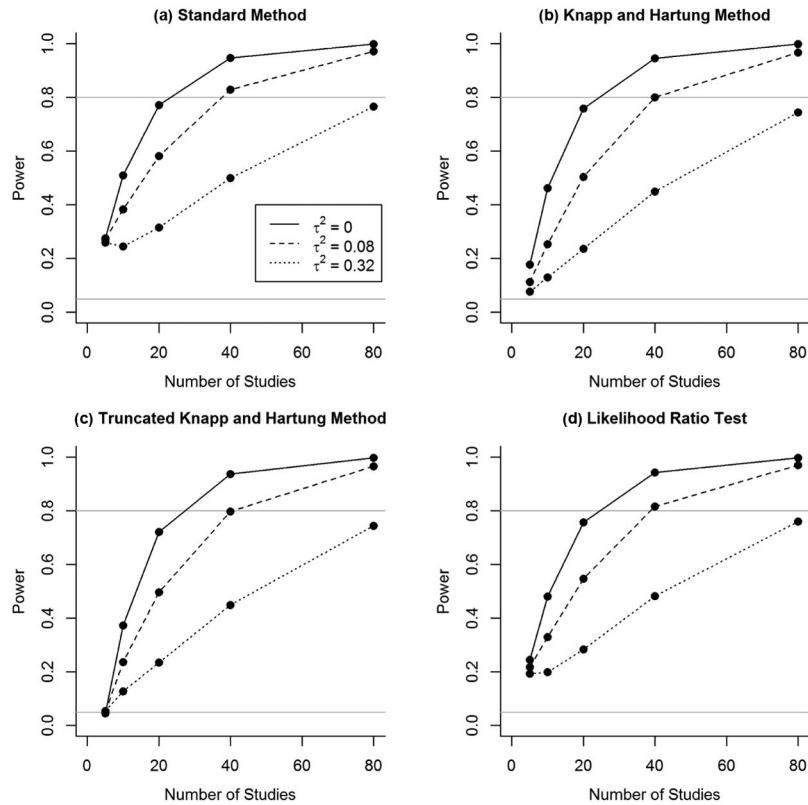 (a) Standard Method
Power
1.0
0.8
0.6
0.4
0.2
0.0
τ² = 0
τ² = 0.08
τ² = 0.32
0 20 40 60 80
Number of Studies
(b) Knapp and Hartung Method
Power
1.0
0.8
0.6
0.4
0.2
0.0
0 20 40 60 80
Number of Studies
(c) Truncated Knapp and Hartung Method
Power
1.0
0.8
0.6
0.4
0.2
0.0
0 20 40 60 80
Number of Studies
(d) Likelihood Ratio Test
Power
1.0
0.8
0.6
0.4
0.2
0.0
0 20 40 60 80
Number of Studies